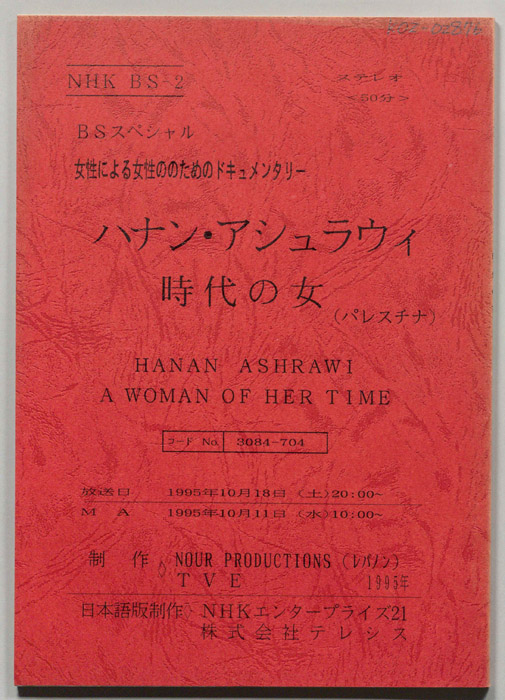 NHK BS-2
ステレオ
<50分>
BSスペシャル
女性による女性ののためのドキュメンタリー
ハナン・アシュラウィ
時代の女
(パレスチナ)
HANAN ASHRAWI
A WOMAN OF HER TIME
コード No. 3084-704
放送日 1995年10月18日 (土)20:00~
M A 1995年10月11日 (水)10:00~
制 作 NOUR PRODUCTIONS (レバノン)
T V E 1995年
日本語版制作 NHKエンタープライズ21
株式会社テレシス